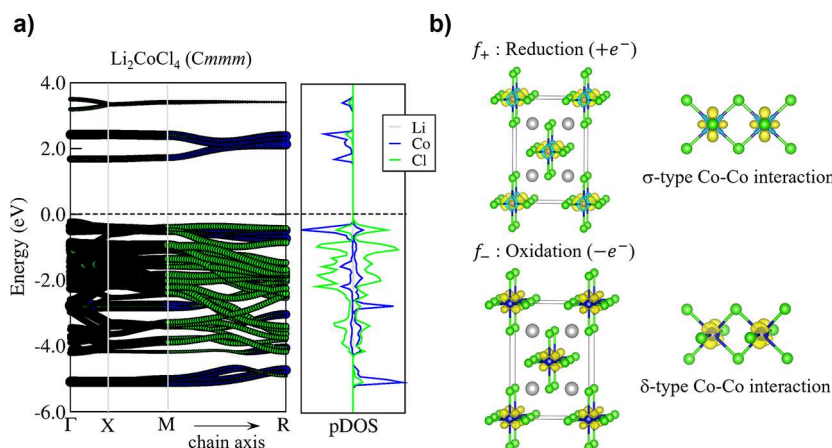 a)
Li₂CoCl₄ (Cmmm)
4.0
2.0
0.0
-2.0
-4.0
-6.0
Energy (eV)
Γ X M R
chain axis
pDOS
Li
Co
Cl
b)
f₊ : Reduction (+e⁻)
σ-type Co-Co interaction
f₋ : Oxidation (−e⁻)
δ-type Co-Co interaction